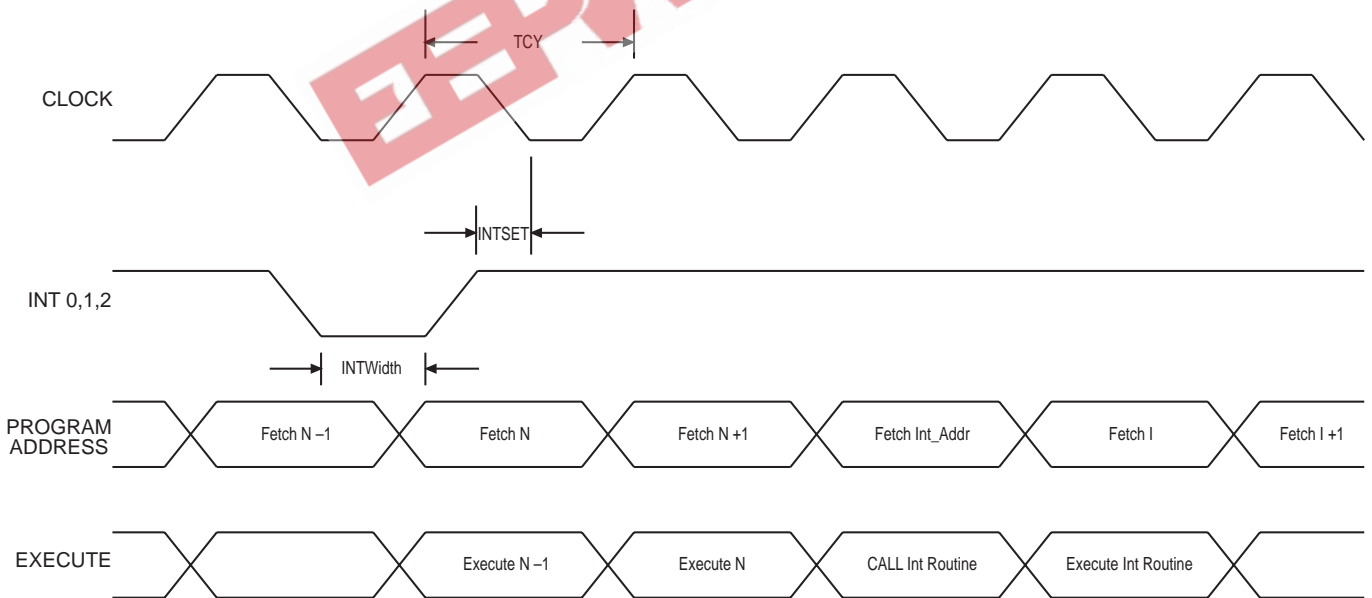 TCY
CLOCK
INTSET
INT 0,1,2
INTWidth
PROGRAM
ADDRESS
Fetch N –1
Fetch N
Fetch N +1
Fetch Int_Addr
Fetch I
Fetch I +1
EXECUTE
Execute N –1
Execute N
CALL Int Routine
Execute Int Routine